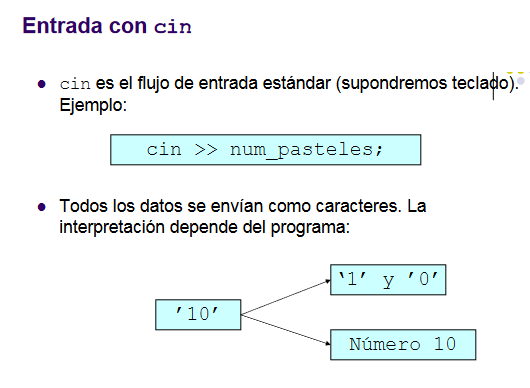 Entrada con cin
● cin es el flujo de entrada estándar (supondremos teclado).
Ejemplo:
cin >> num_pasteles;
● Todos los datos se envían como caracteres. La
interpretación depende del programa:
‘1’ y ’0’
’10’
Número 10